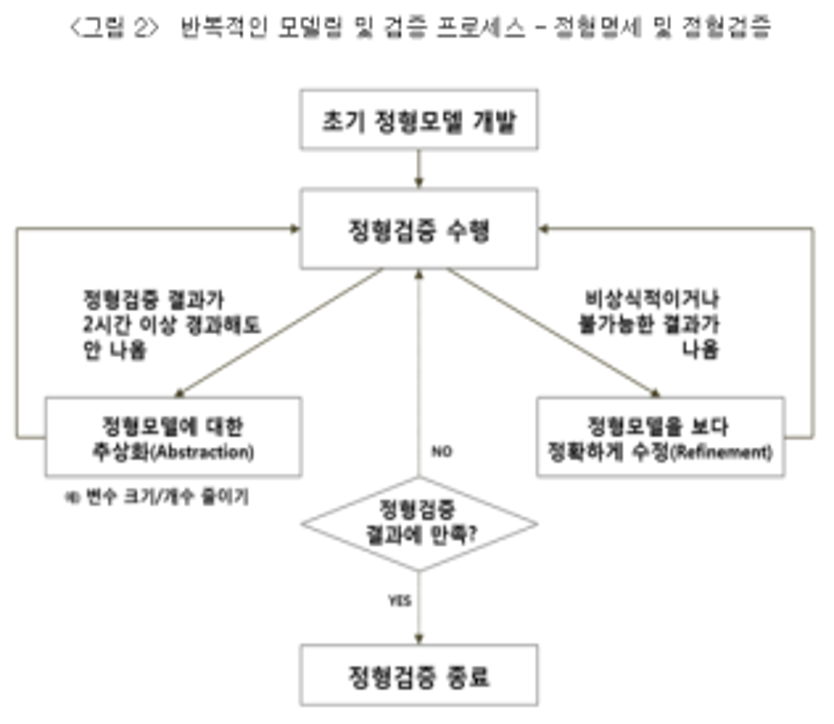 <그림 2> 반복적인 모델링 및 검증 프로세스 - 정형명세 및 정형검증
초기 정형모델 개발
정형검증 수행
정형검증 결과가
2시간 이상 경과해도
안 나옴
비상식적이거나
불가능한 결과가
나옴
정형모델에 대한
추상화(Abstraction)
정형모델을 보다
정확하게 수정(Refinement)
예) 변수 크기/개수 줄이기
NO
정형검증
결과에 만족?
YES
정형검증 종료